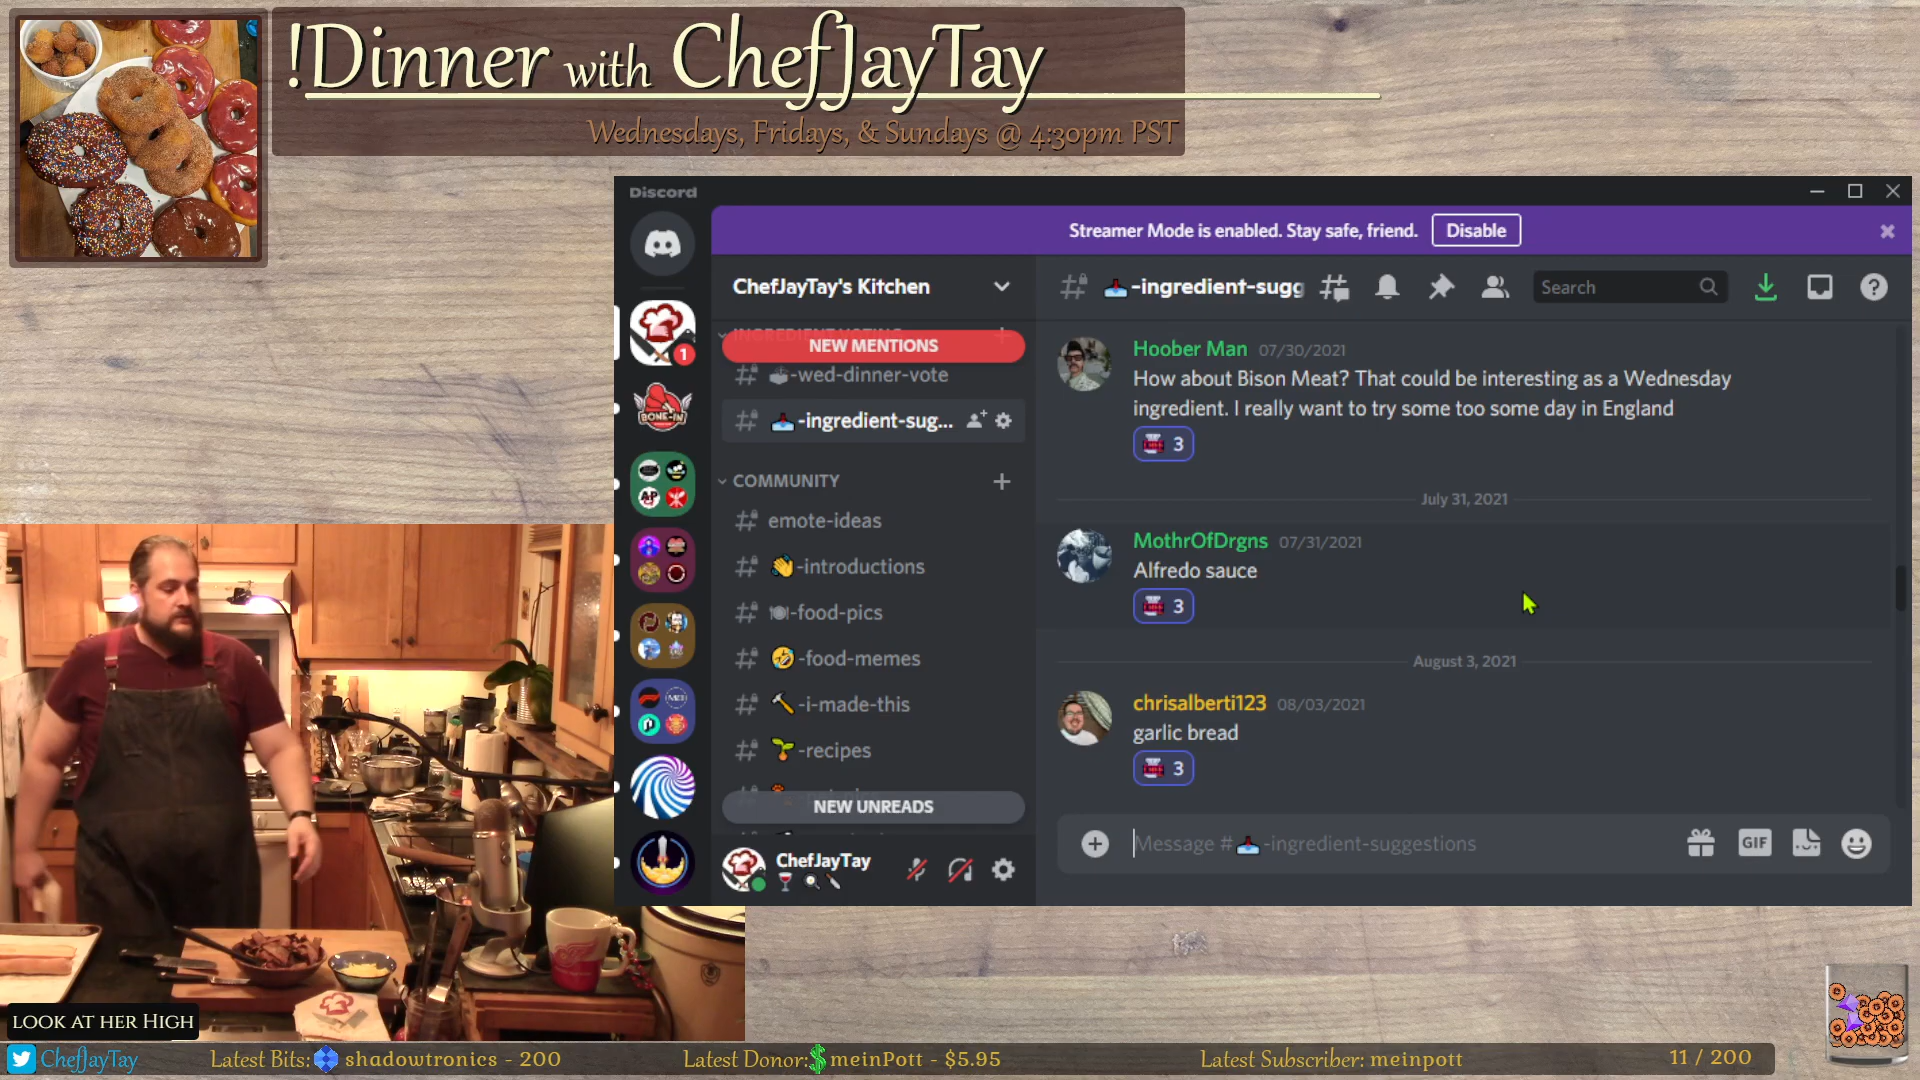 !Dinner with ChefJayTay
Wednesdays, Fridays, & Sundays @ 4:30pm PST
Discord
Streamer Mode is enabled. Stay safe, friend.
Disable
ChefJayTay's Kitchen
-ingredient-sugg
Search
NEW MENTIONS
-wed-dinner-vote
-ingredient-sug...
COMMUNITY
emote-ideas
-introductions
-food-pics
-food-memes
-i-made-this
-recipes
NEW UNREADS
ChefJayTay
1
BONE-IN
AP
Hoober Man 07/30/2021
How about Bison Meat? That could be interesting as a Wednesday
ingredient. I really want to try some too some day in England
3
July 31, 2021
MothrOfDrgns 07/31/2021
Alfredo sauce
3
August 3, 2021
chrisalberti123 08/03/2021
garlic bread
3
Message # -ingredient-suggestions
GIF
LOOK AT HER HIGH
ChefJayTay
Latest Bits: shadowtronics - 200
Latest Donor: meinPott - $5.95
Latest Subscriber: meinpott
11 / 200